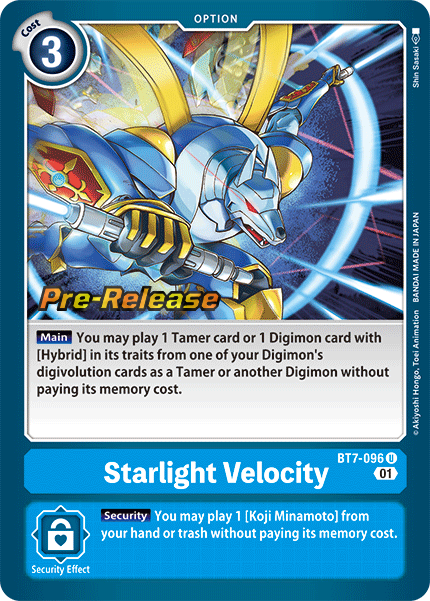 OPTION
Cost
3
Shin Sasaki
Pre-Release
Main You may play 1 Tamer card or 1 Digimon card with
[Hybrid] in its traits from one of your Digimon's
digivolution cards as a Tamer or another Digimon without
paying its memory cost.
©Akiyoshi Hongo, Toei Animation BANDAI MADE IN JAPAN
BT7-096 U
Starlight Velocity
01
Security You may play 1 [Koji Minamoto] from
your hand or trash without paying its memory cost.
Security Effect